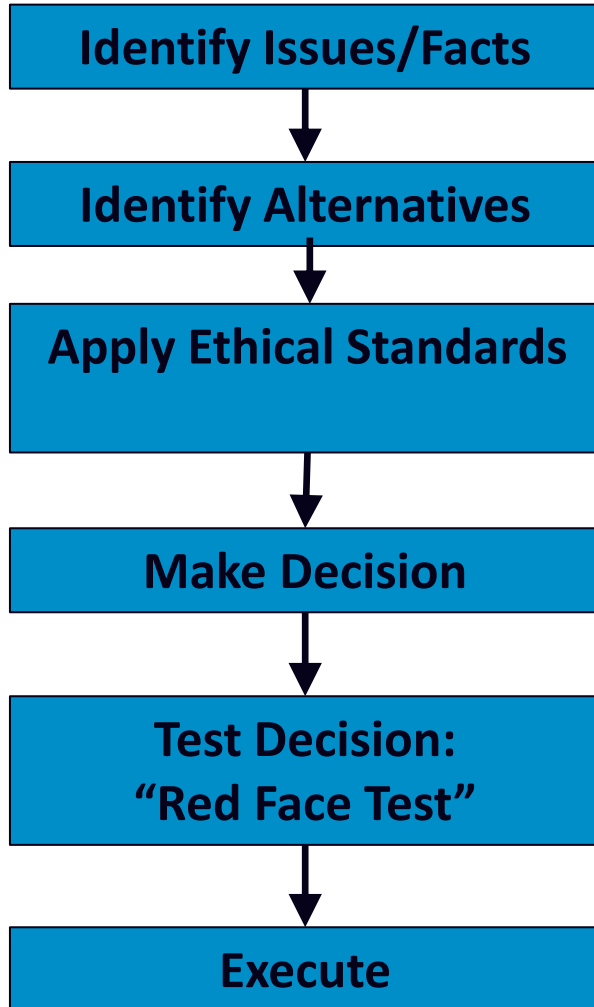 Identify Issues/Facts
Identify Alternatives
Apply Ethical Standards
Make Decision
Test Decision:
“Red Face Test”
Execute